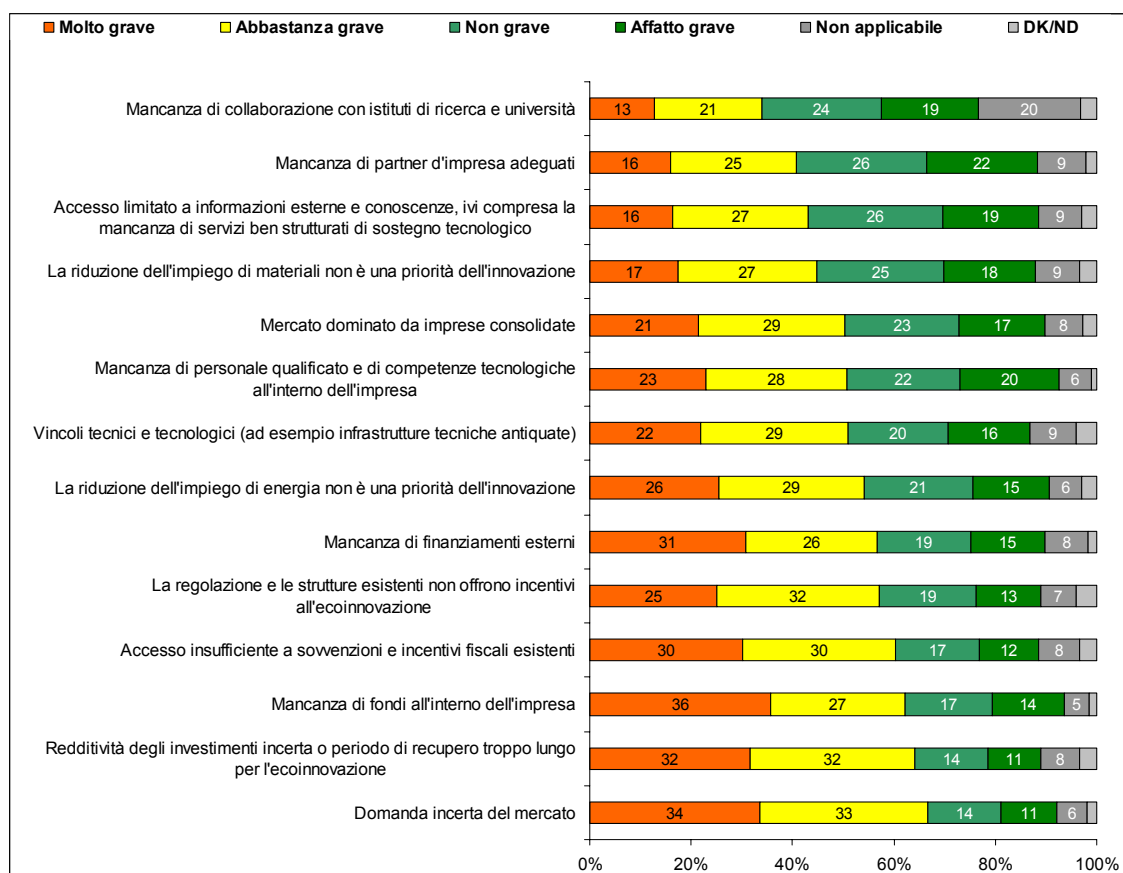 Molto grave Abbastanza grave Non grave Affatto grave Non applicabile DK/ND
Mancanza di collaborazione con istituti di ricerca e università 13 21 24 19 20
Mancanza di partner d'impresa adeguati 16 25 26 22 9
Accesso limitato a informazioni esterne e conoscenze, ivi compresa la
mancanza di servizi ben strutturati di sostegno tecnologico 16 27 26 19 9
La riduzione dell'impiego di materiali non è una priorità dell'innovazione 17 27 25 18 9
Mercato dominato da imprese consolidate 21 29 23 17 8
Mancanza di personale qualificato e di competenze tecnologiche
all'interno dell'impresa 23 28 22 20 6
Vincoli tecnici e tecnologici (ad esempio infrastrutture tecniche antiquate) 22 29 20 16 9
La riduzione dell'impiego di energia non è una priorità dell'innovazione 26 29 21 15 6
Mancanza di finanziamenti esterni 31 26 19 15 8
La regolazione e le strutture esistenti non offrono incentivi
all'ecoinnovazione 25 32 19 13 7
Accesso insufficiente a sovvenzioni e incentivi fiscali esistenti 30 30 17 12 8
Mancanza di fondi all'interno dell'impresa 36 27 17 14 5
Redditività degli investimenti incerta o periodo di recupero troppo lungo
per l'ecoinnovazione 32 32 14 11 8
Domanda incerta del mercato 34 33 14 11 6
0% 20% 40% 60% 80% 100%